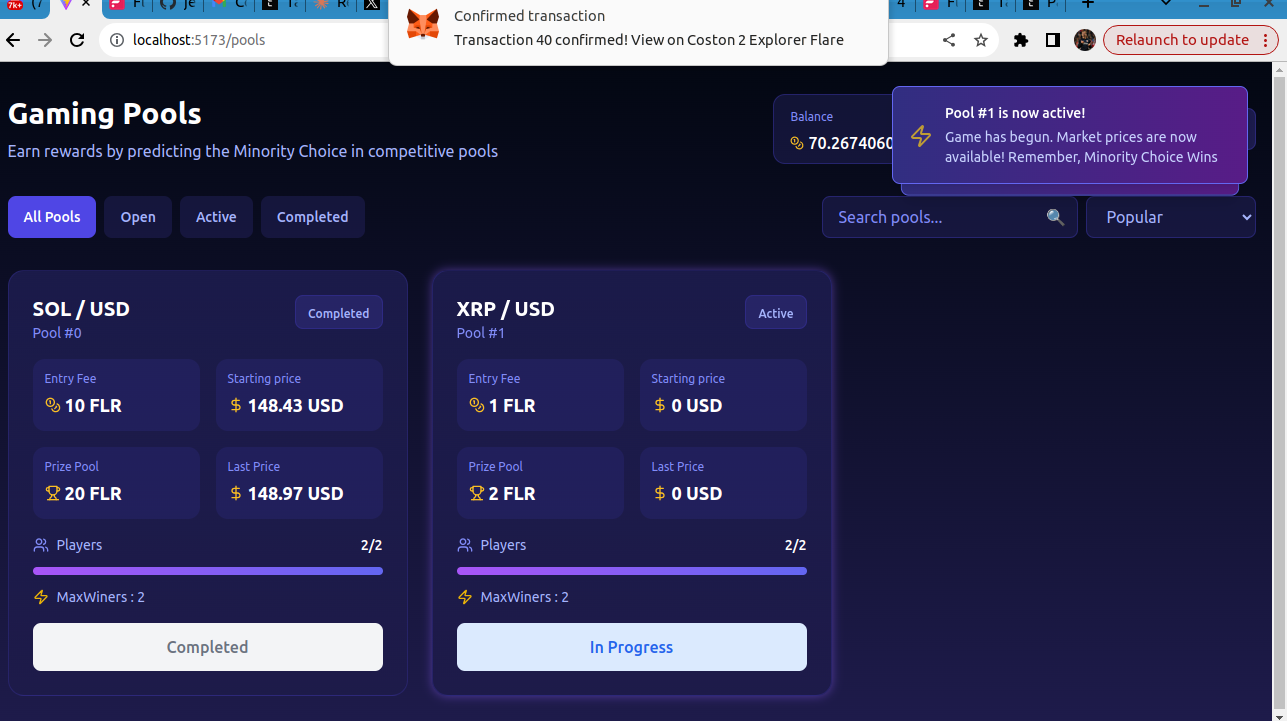 7k+
(7
Confirmed transaction
Transaction 40 confirmed! View on Coston 2 Explorer Flare
localhost:5173/pools
Relaunch to update
Gaming Pools
Earn rewards by predicting the Minority Choice in competitive pools
Balance
70.2674060
Pool #1 is now active!
Game has begun. Market prices are now
available! Remember, Minority Choice Wins
All Pools
Open
Active
Completed
Search pools...
Popular
SOL / USD
Completed
Pool #0
Entry Fee
10 FLR
Starting price
$ 148.43 USD
Prize Pool
20 FLR
Last Price
$ 148.97 USD
Players 2/2
MaxWiners : 2
Completed
XRP / USD
Active
Pool #1
Entry Fee
1 FLR
Starting price
$ 0 USD
Prize Pool
2 FLR
Last Price
$ 0 USD
Players 2/2
MaxWiners : 2
In Progress